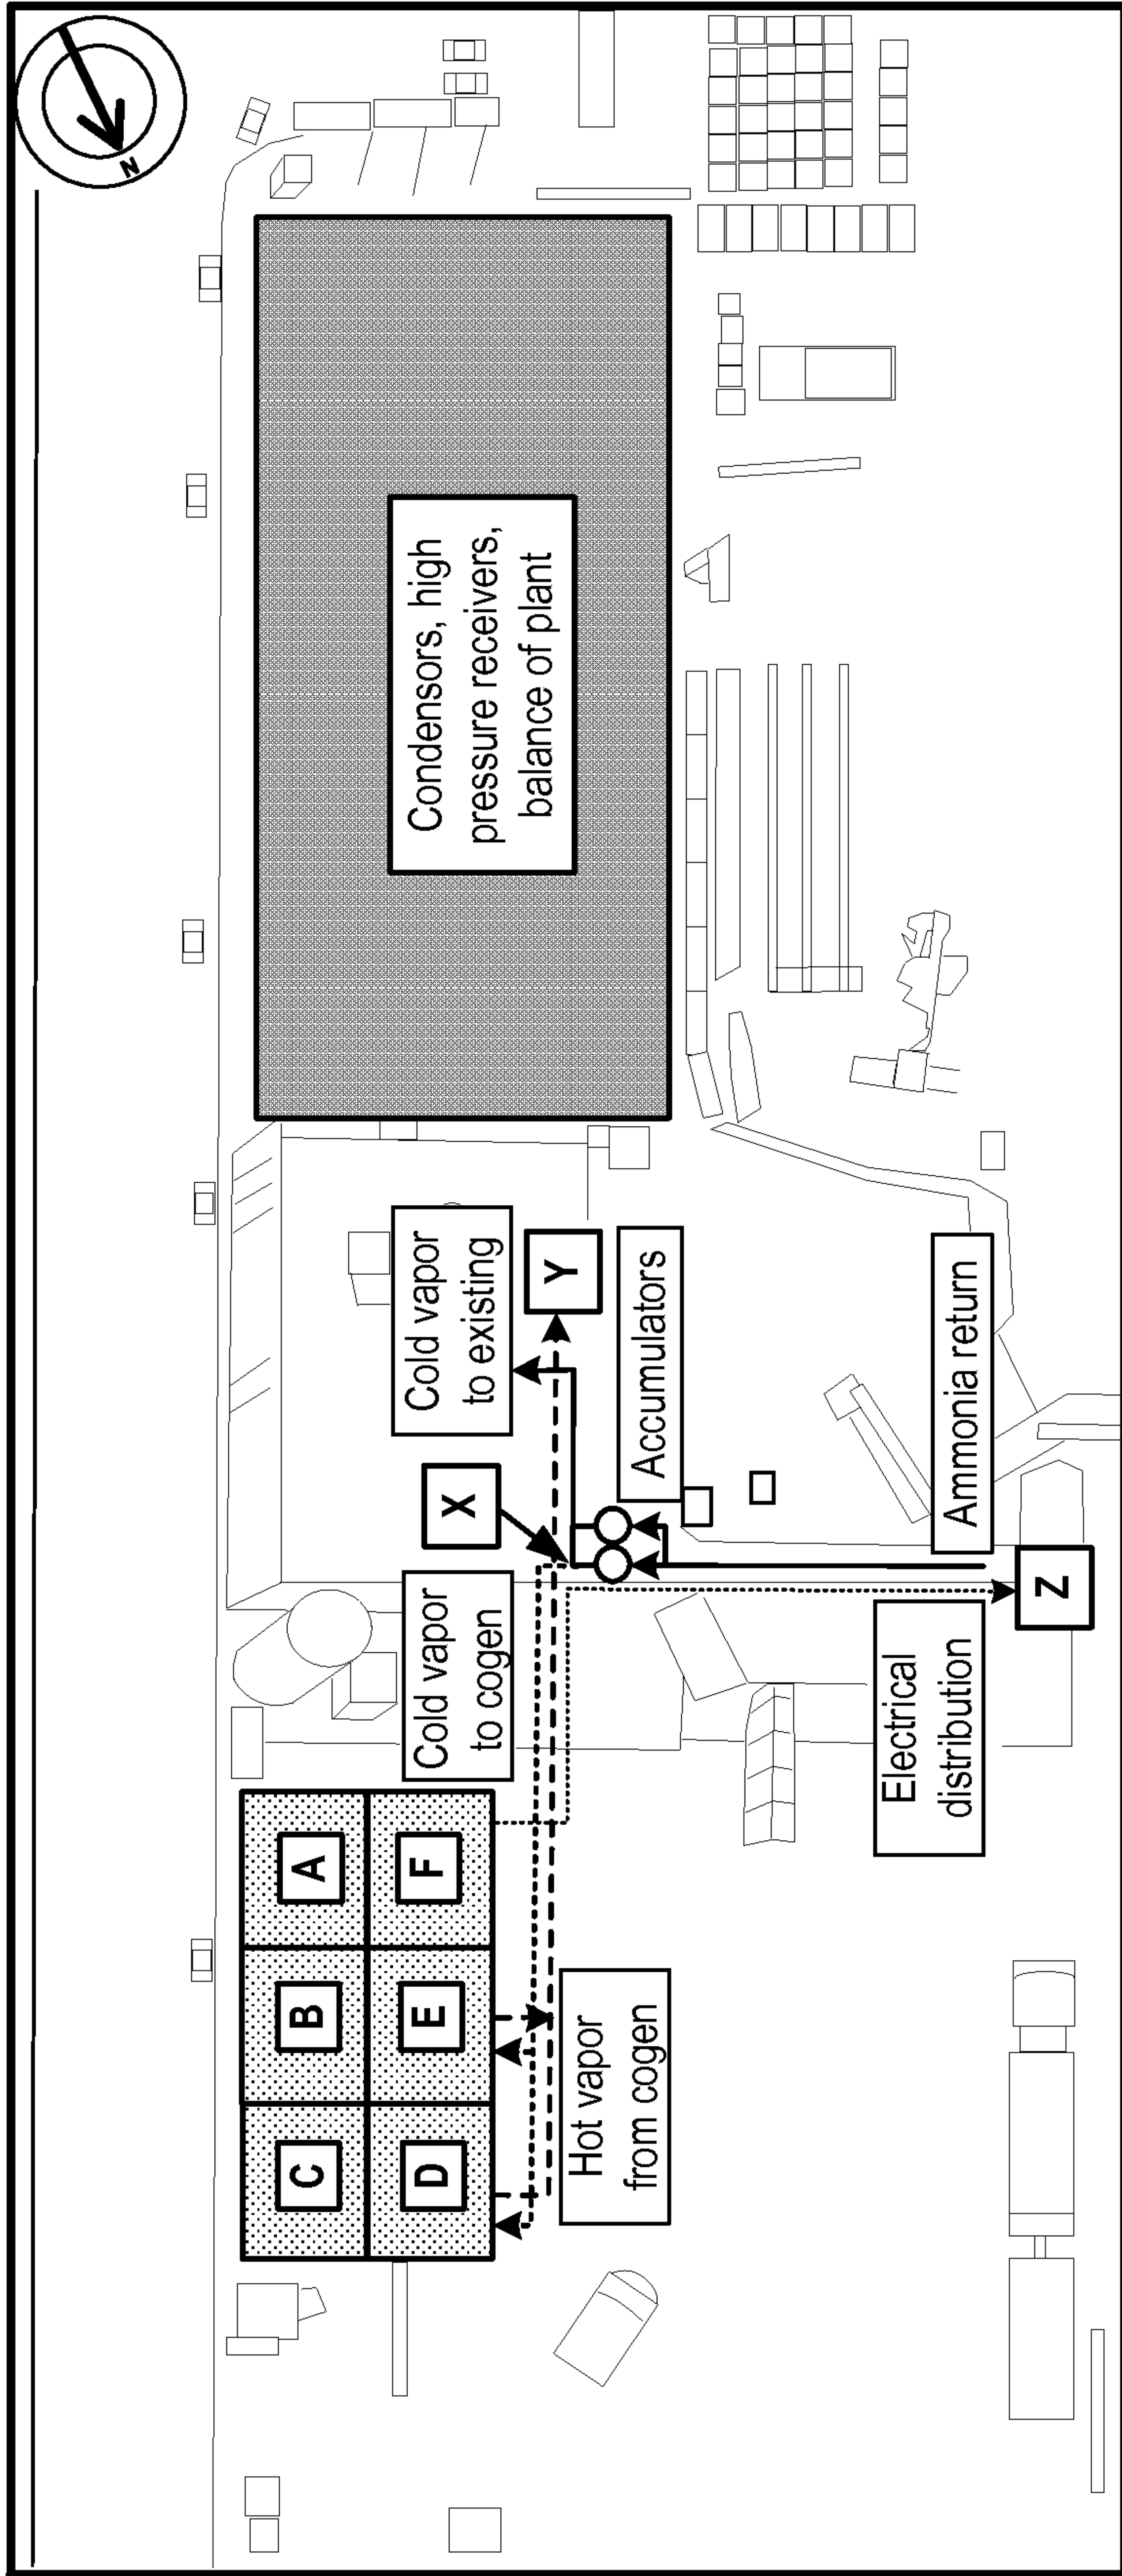 N
Condensors, high
pressure receivers,
balance of plant
Cold vapor
to existing
Y
Accumulators
Ammonia return
X
Cold vapor
to cogen
Z
Electrical
distribution
A
B
C
F
E
D
Hot vapor
from cogen